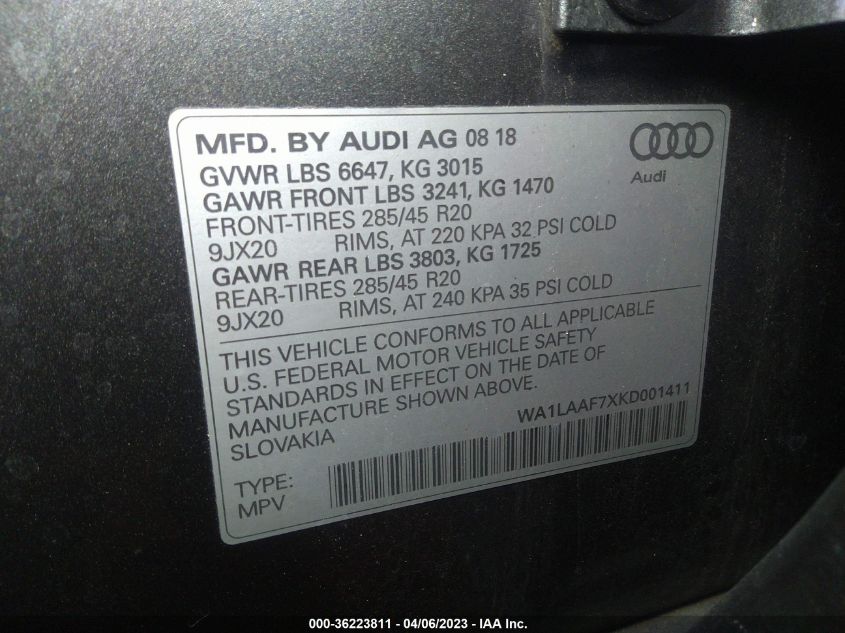 MFD. BY AUDI AG 08 18
GVWR LBS 6647, KG 3015
GAWR FRONT LBS 3241, KG 1470
FRONT-TIRES 285/45 R20
9JX20 RIMS, AT 220 KPA 32 PSI COLD
GAWR REAR LBS 3803, KG 1725
REAR-TIRES 285/45 R20
9JX20 RIMS, AT 240 KPA 35 PSI COLD
Audi
THIS VEHICLE CONFORMS TO ALL APPLICABLE
U.S. FEDERAL MOTOR VEHICLE SAFETY
STANDARDS IN EFFECT ON THE DATE OF
MANUFACTURE SHOWN ABOVE.
SLOVAKIA
WA1LAAF7XKD001411
TYPE:
MPV
000-36223811 - 04/06/2023 - IAA Inc.